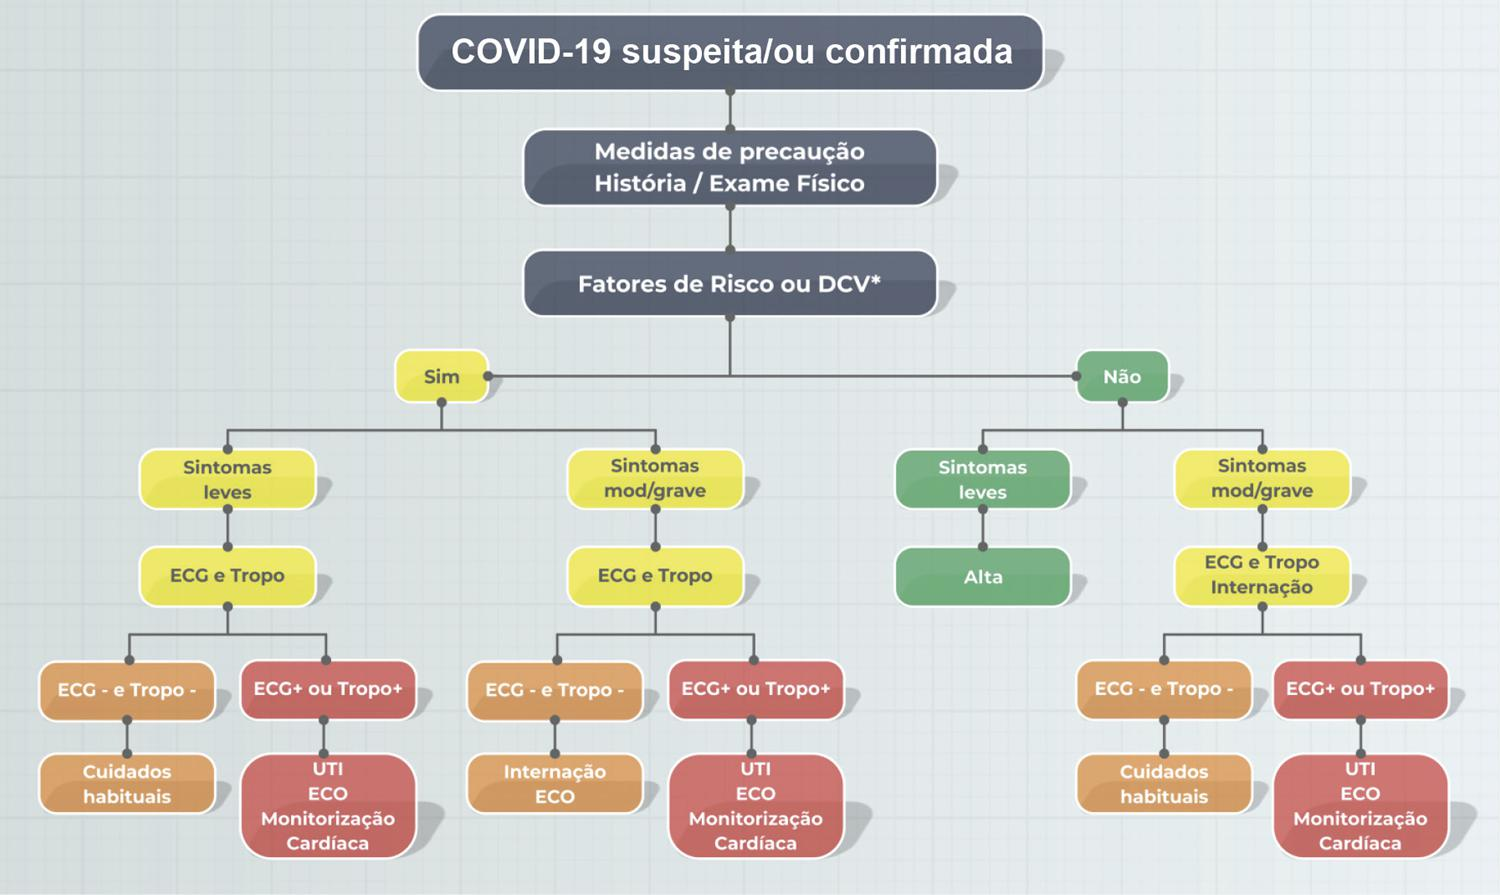 COVID-19 suspeita/ou confirmada
Medidas de precaução
História / Exame Físico
Fatores de Risco ou DCV*
Sim
Não
Sintomas
leves
Sintomas
mod/grave
Sintomas
leves
Sintomas
mod/grave
ECG e Tropo
ECG e Tropo
Alta
ECG e Tropo
Internação
ECG - e Tropo -
ECG+ ou Tropo+
ECG - e Tropo -
ECG+ ou Tropo+
ECG - e Tropo -
ECG+ ou Tropo+
Cuidados
habituais
UTI
ECO
Monitorização
Cardíaca
Internação
ECO
UTI
ECO
Monitorização
Cardíaca
Cuidados
habituais
UTI
ECO
Monitorização
Cardíaca